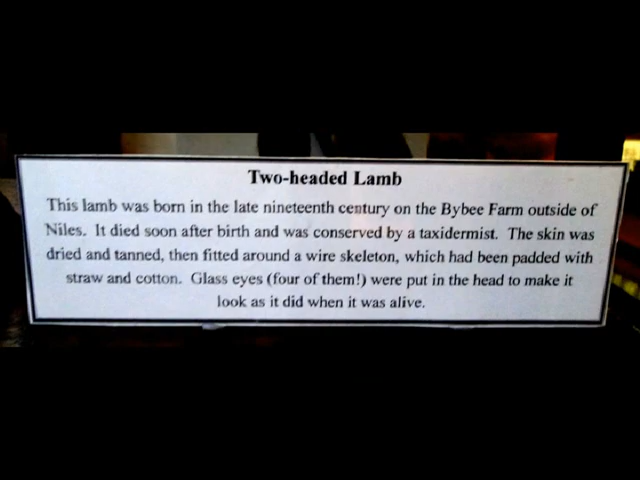 Two-headed Lamb
This lamb was born in the late nineteenth century on the Bybee Farm outside of
Niles. It died soon after birth and was conserved by a taxidermist. The skin was
dried and tanned, then fitted around a wire skeleton, which had been padded with
straw and cotton. Glass eyes (four of them!) were put in the head to make it
look as it did when it was alive.